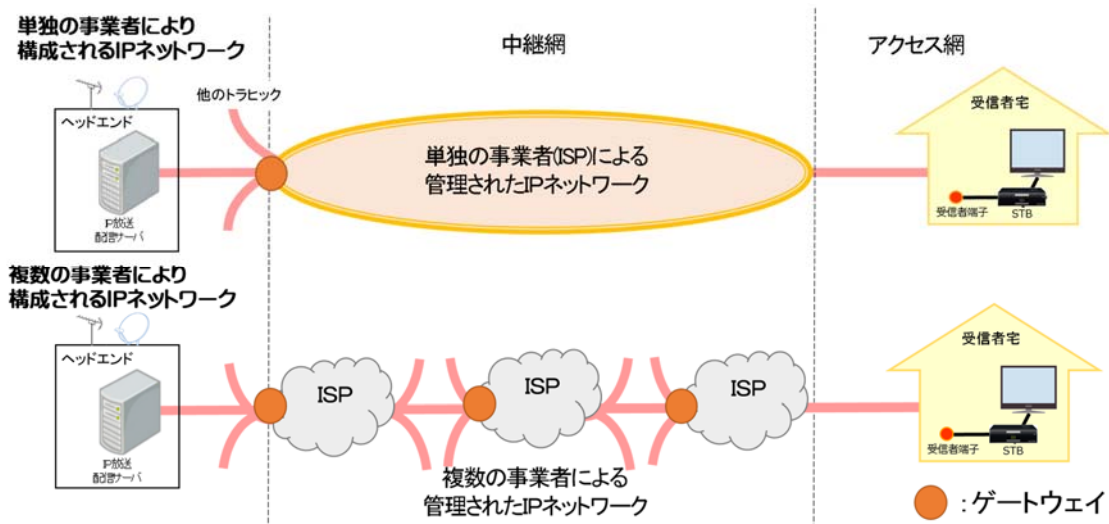 単独の事業者により
構成されるIPネットワーク
中継網
アクセス網
他のトラヒック
ヘッドエンド
IP放送
配信サーバ
単独の事業者(ISP)による
管理されたIPネットワーク
受信者宅
受信者端子
STB
複数の事業者により
構成されるIPネットワーク
ヘッドエンド
IP放送
配信サーバ
ISP
ISP
ISP
複数の事業者による
管理されたIPネットワーク
受信者宅
受信者端子
STB
:ゲートウェイ